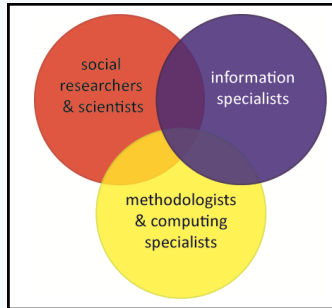 social
researchers
& scientists
information
specialists
methodologists
& computing
specialists